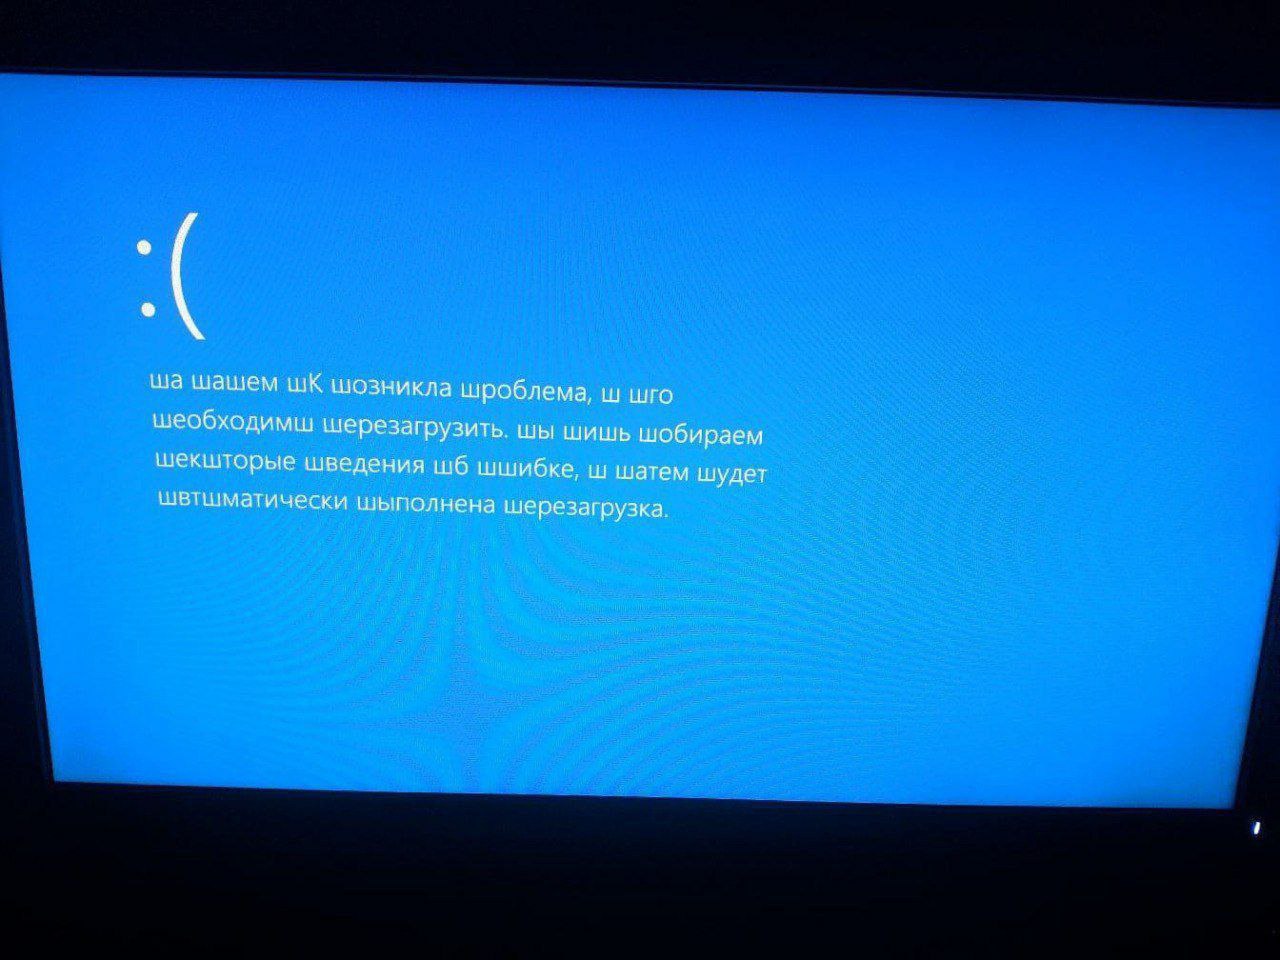 :(
ша шашем шК шозникла шроблема, ш шго
шеобходимш шерезагрузить. шы шишь шобираем
шекшторые шведения шб шшибке, ш шатем шудет
швтшматически шыполнена шерезагрузка.